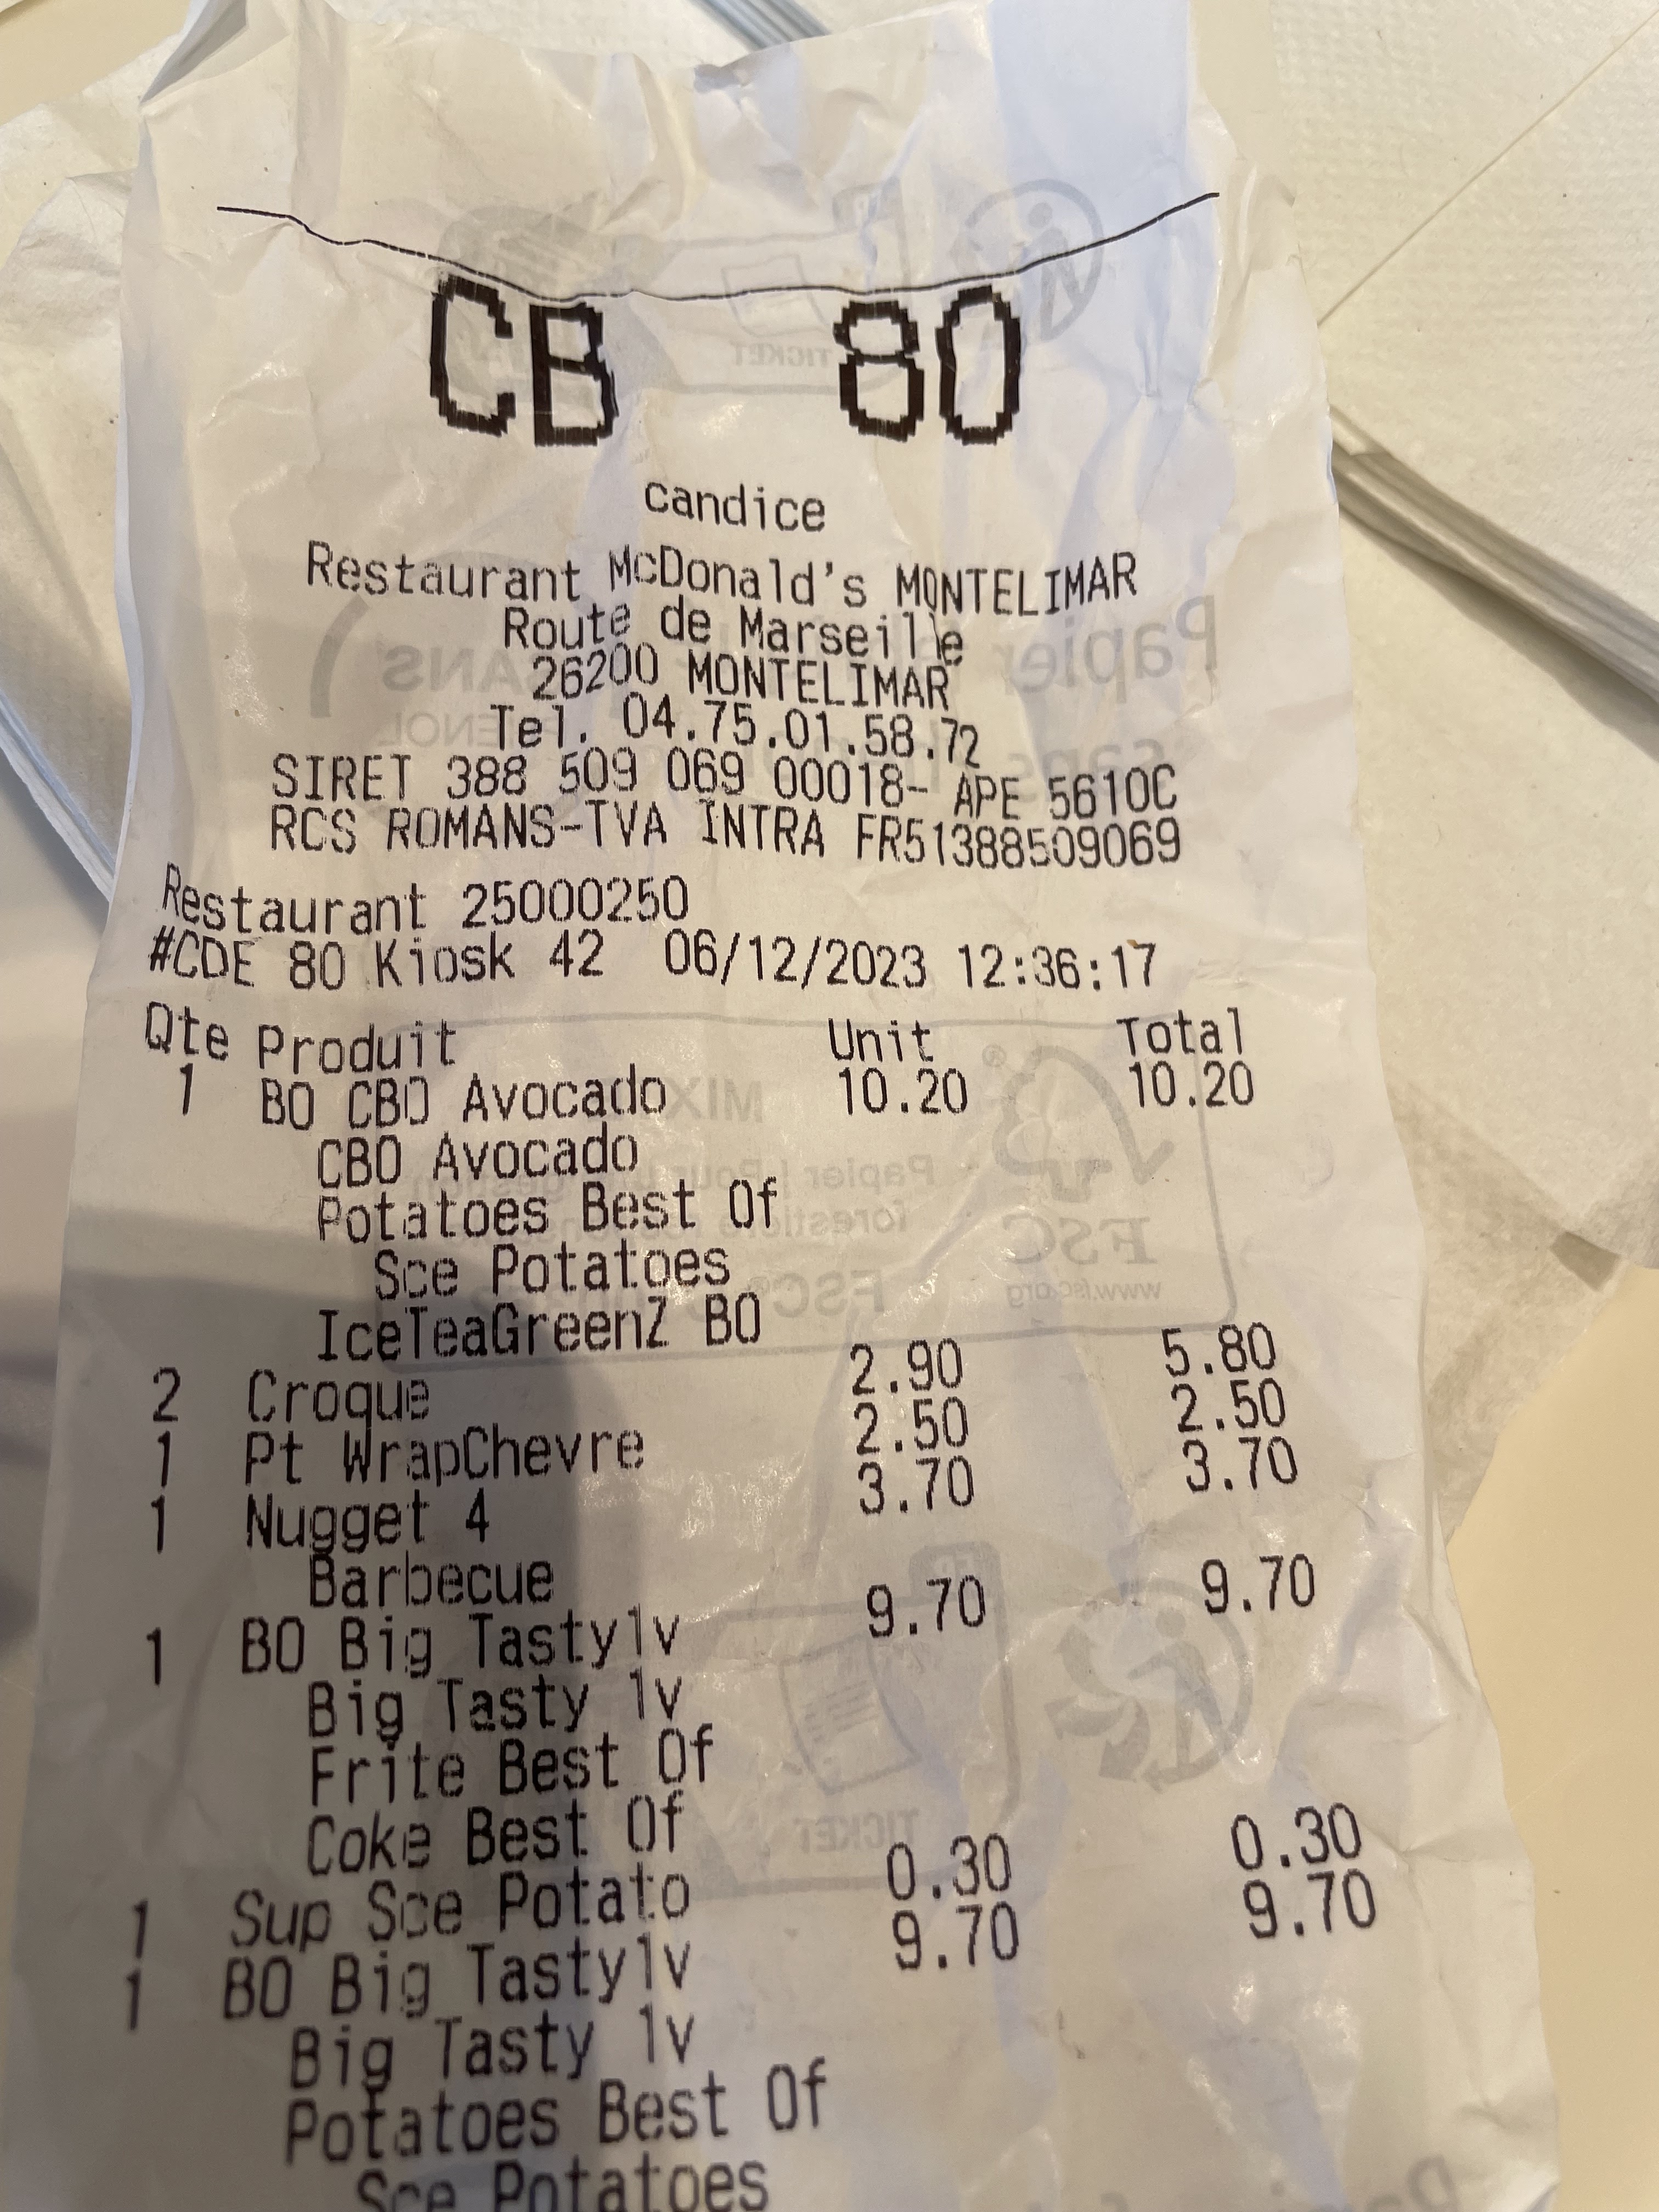 CB 80
candice
Restaurant McDonald's MONTELIMAR
Route de Marseille
26200 MONTELIMAR
Tel. 04.75.01.58.72
SIRET 388 509 069 00018- APE 5610C
RCS ROMANS-TVA INTRA FR51388509069
Restaurant 25000250
#CDE 80 Kiosk 42 06/12/2023 12:36:17
Qte Produit Unit Total
1 BO CBO Avocado 10.20 10.20
CBO Avocado
Potatoes Best Of
Sce Potatoes
IceTeaGreenZ BO
2 Croque 2.90 5.80
1 Pt WrapChevre 2.50 2.50
1 Nugget 4 3.70 3.70
Barbecue
1 BO Big Tasty1v 9.70 9.70
Big Tasty 1v
Frite Best Of
Coke Best Of
1 Sup Sce Potato 0.30 0.30
1 BO Big Tasty1v 9.70 9.70
Big Tasty 1v
Potatoes Best Of
Sce Potatoes